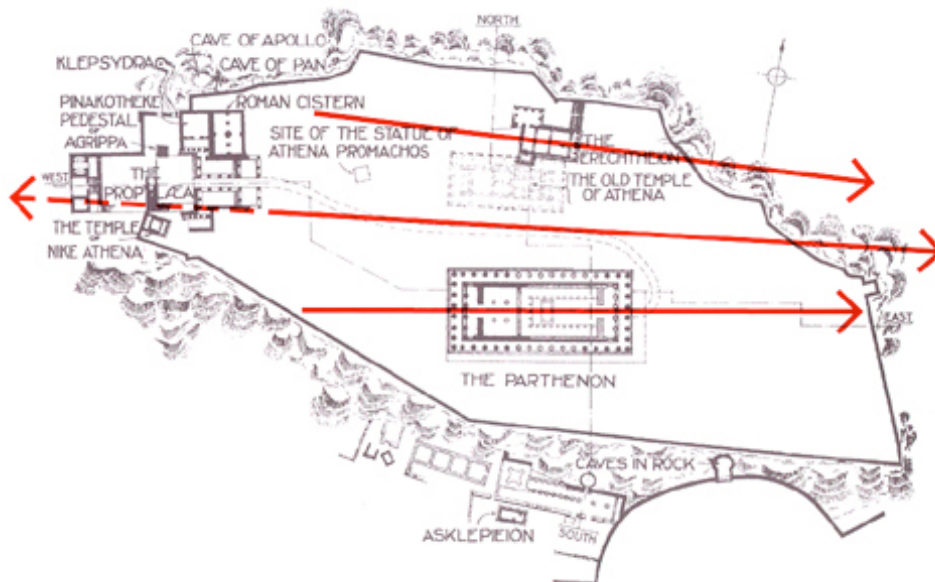 NORTH
CAVE OF APOLLO
KLEPSYDRA
CAVE OF PAN
PINAKOTHEKE
ROMAN CISTERN
PEDESTAL
OF
AGRIPPA
SITE OF THE STATUE OF
ATHENA PROMACHOS
THE
ERECHTHEION
THE OLD TEMPLE
OF ATHENA
WEST
THE
THE TEMPLE
OF
NIKE ATHENA
EAST
THE PARTHENON
CAVES IN ROCK
ASKLEPIEION
SOUTH